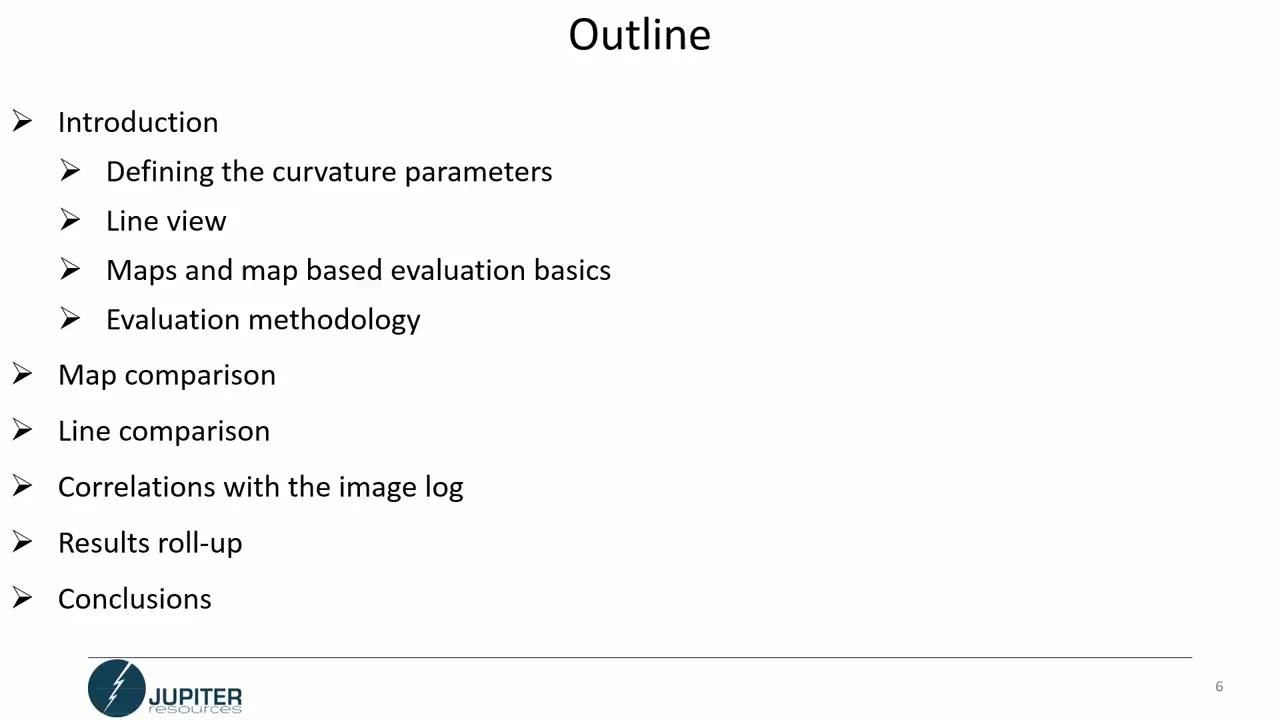 Outline
Introduction
Defining the curvature parameters
Line view
Maps and map based evaluation basics
Evaluation methodology
Map comparison
Line comparison
Correlations with the image log
Results roll-up
Conclusions
JUPITER
resources
6